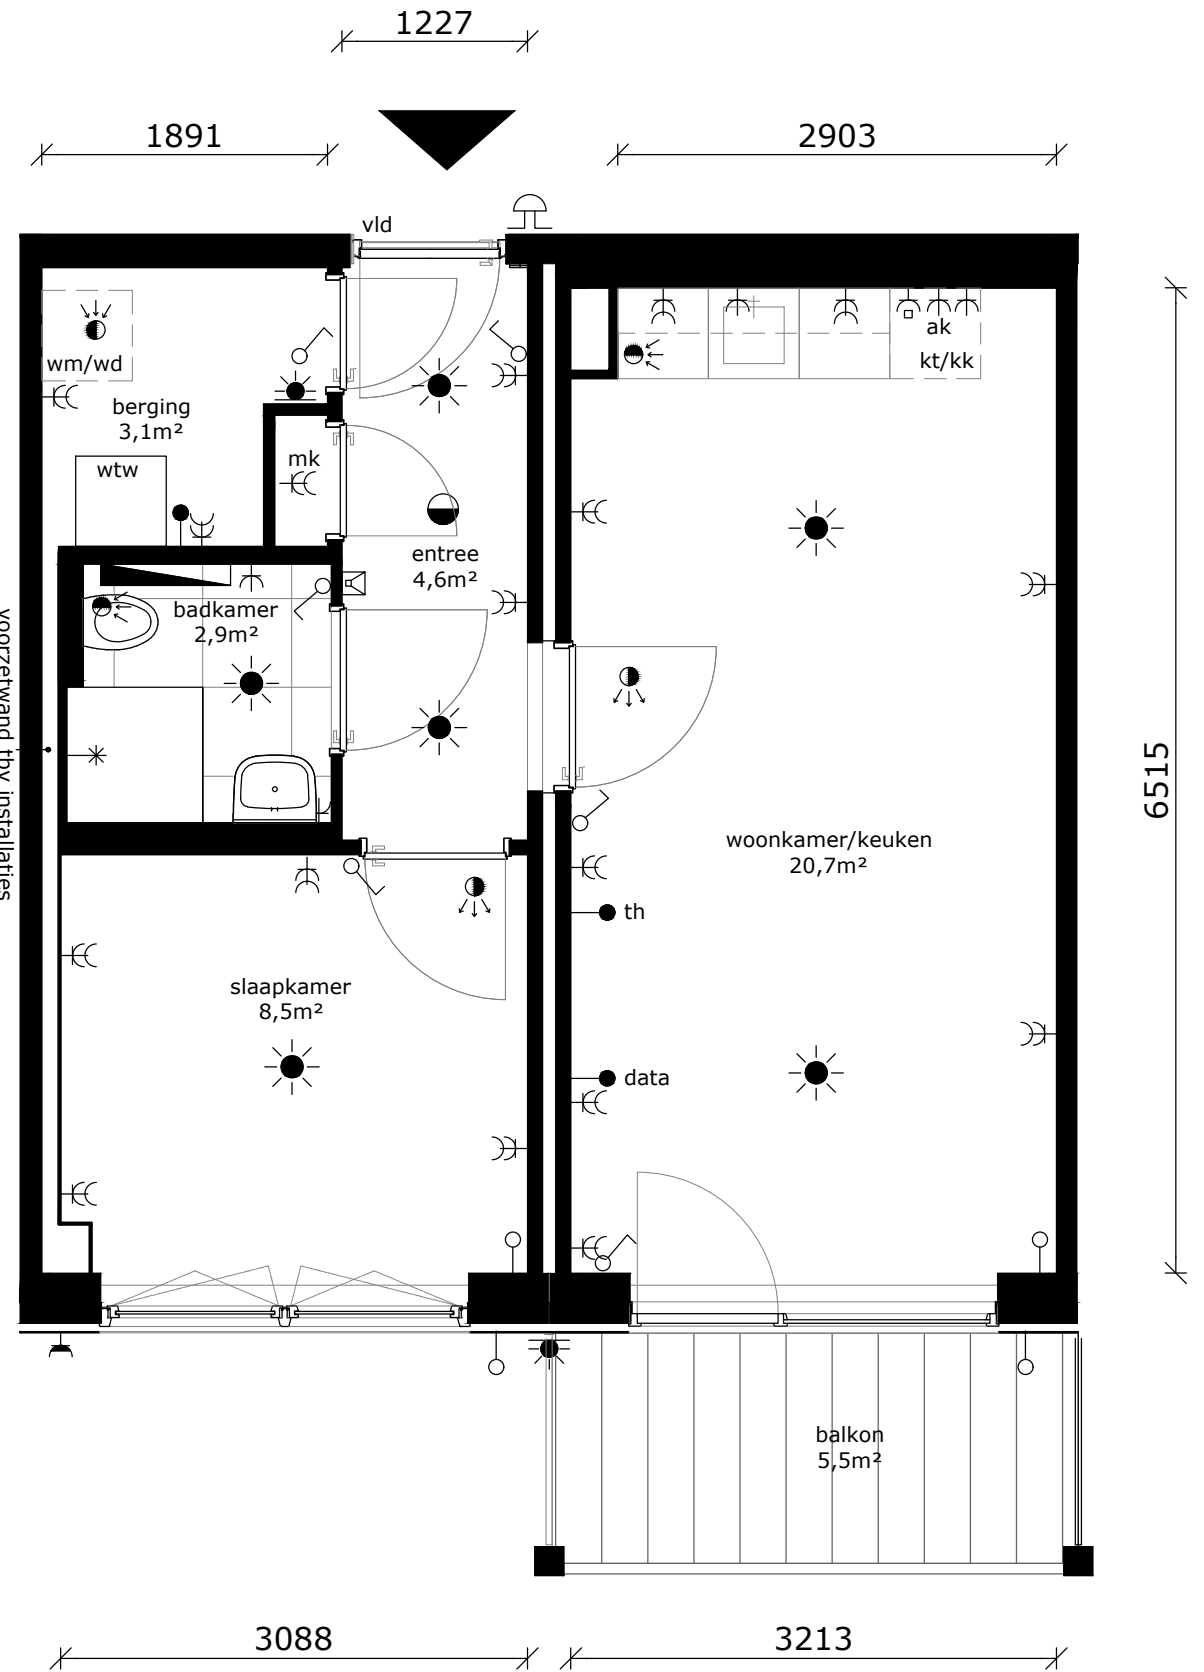 1227
1891
2903
vld
wm/wd
ak
kt/kk
berging
3,1m²
mk
wtw
entree
4,6m²
badkamer
2,9m²
voorzetwand tbv installaties
6515
woonkamer/keuken
20,7m²
th
slaapkamer
8,5m²
data
balkon
5,5m²
3088
3213